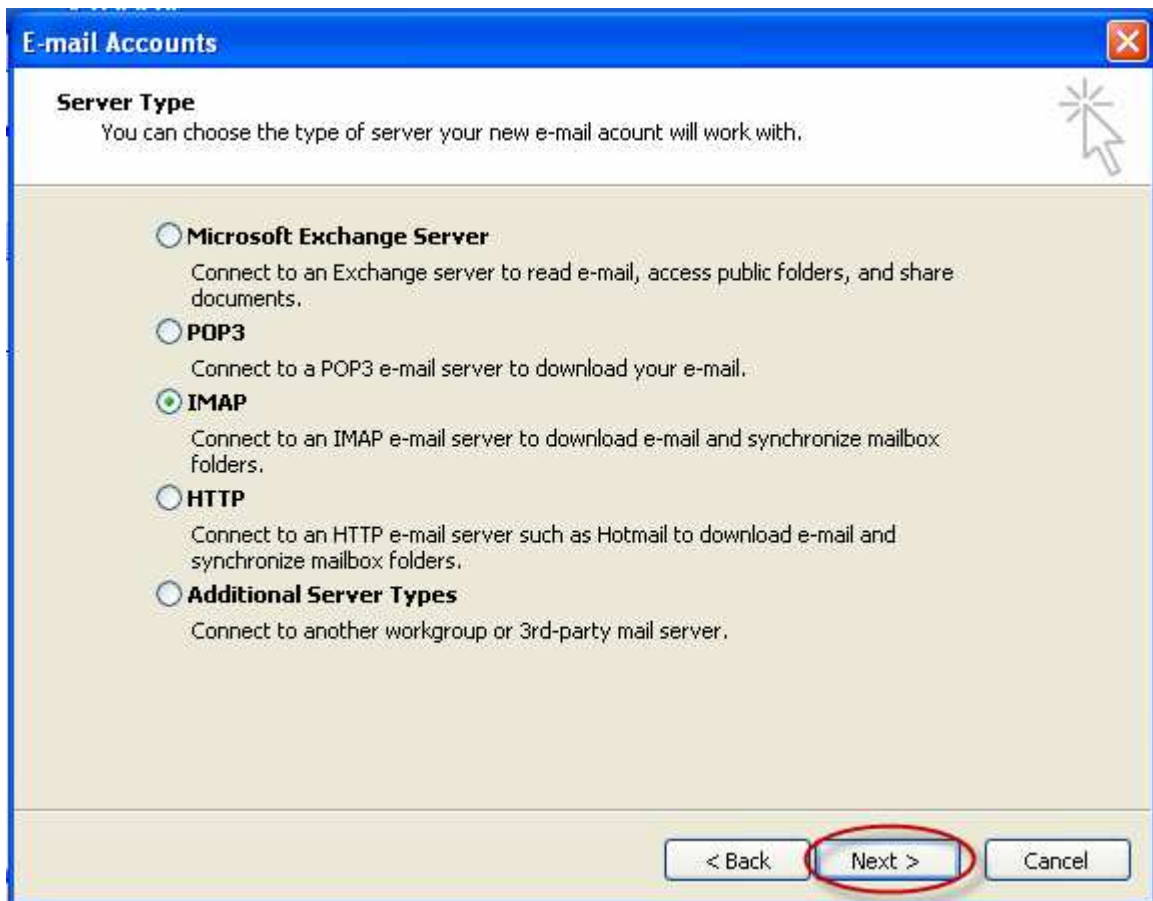 E-mail Accounts
Server Type
You can choose the type of server your new e-mail acount will work with.
Microsoft Exchange Server
Connect to an Exchange server to read e-mail, access public folders, and share
documents.
POP3
Connect to a POP3 e-mail server to download your e-mail.
IMAP
Connect to an IMAP e-mail server to download e-mail and synchronize mailbox
folders.
HTTP
Connect to an HTTP e-mail server such as Hotmail to download e-mail and
synchronize mailbox folders.
Additional Server Types
Connect to another workgroup or 3rd-party mail server.
< Back
Next >
Cancel